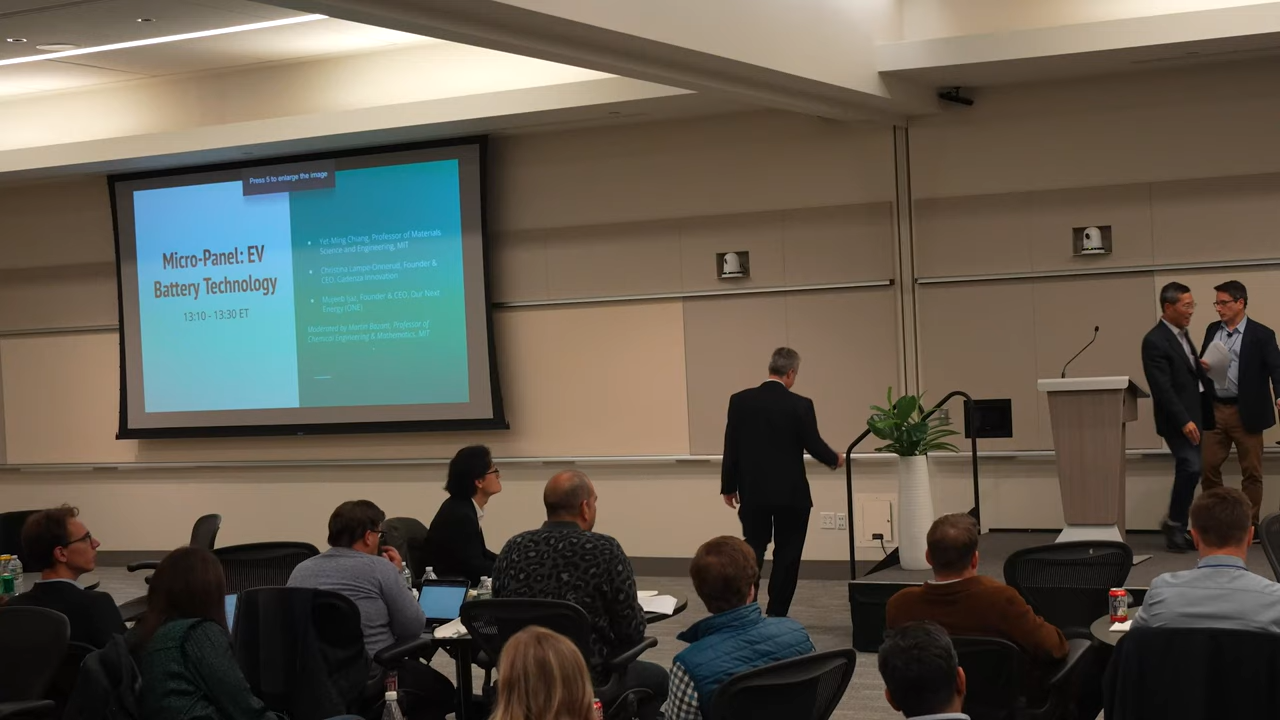 Press 5 to enlarge the image
Micro-Panel: EV
Battery Technology
13:10 - 13:30 ET
Yet-Ming Chiang, Professor of Materials
Science and Engineering, MIT
Christina Lampe-Onnerud, Founder &
CEO, Cadenza Innovation
Mujeeb Ijaz, Founder & CEO, Our Next
Energy (ONE)
Moderated by Martin Bazant, Professor of
Chemical Engineering & Mathematics, MIT